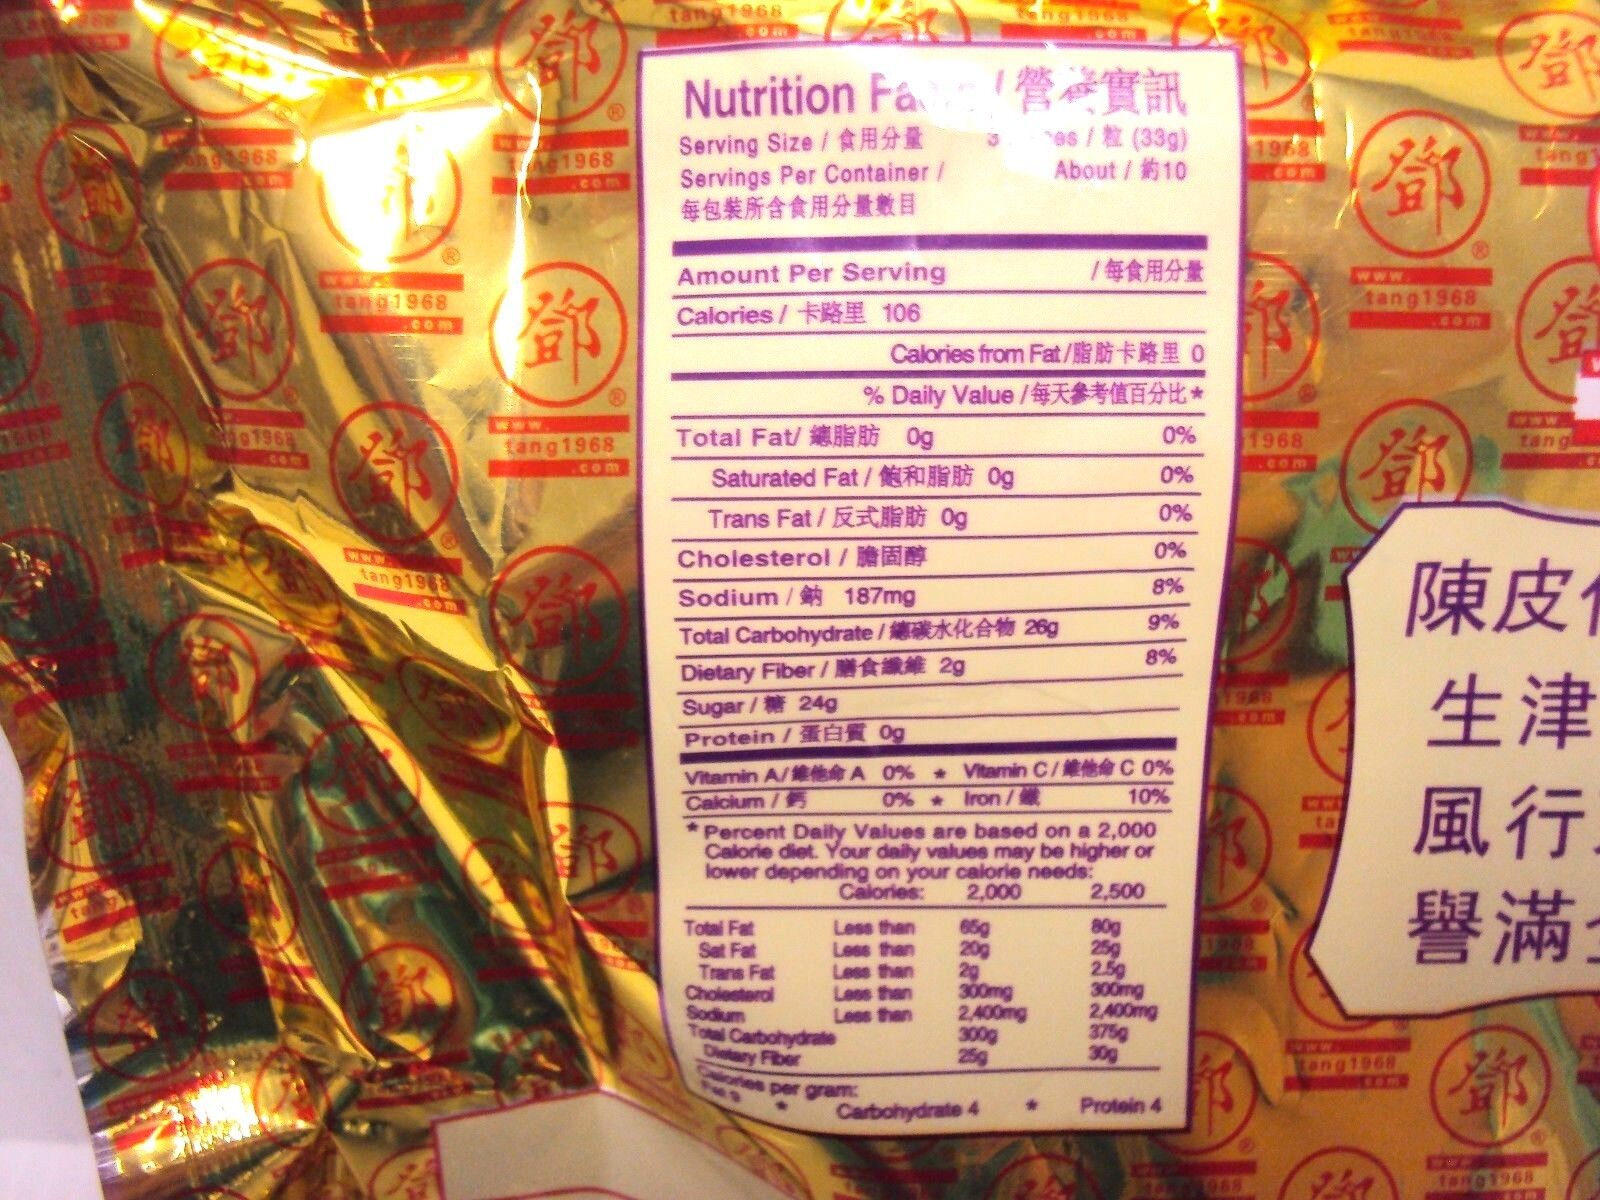 鄧
www.
tang1968
.com
Nutrition / 營養資訊
Serving Size / 食用分量 / 粒 (33g)
Servings Per Container / About / 約10
每包裝所含食用分量數目
Amount Per Serving / 每食用分量
Calories / 卡路里 106
Calories from Fat/脂肪卡路里 0
% Daily Value /每天參考值百分比*
Total Fat/ 總脂肪 0g 0%
Saturated Fat / 飽和脂肪 0g 0%
Trans Fat / 反式脂肪 0g 0%
Cholesterol / 膽固醇 0%
Sodium / 鈉 187mg 8%
Total Carbohydrate / 總碳水化合物 26g 9%
Dietary Fiber / 膳食纖維 2g 8%
Sugar / 糖 24g
Protein / 蛋白質 0g
Vitamin A/維他命 A 0% * Vitamin C/維他命 C 0%
Calcium / 鈣 0% * Iron / 鐵 10%
* Percent Daily Values are based on a 2,000
Calorie diet. Your daily values may be higher or
lower depending on your calorie needs:
Calories: 2,000 2,500
Total Fat Less than 65g 80g
Sat Fat Less than 20g 25g
Trans Fat Less than 2g 2.5g
Cholesterol Less than 300mg 300mg
Sodium Less than 2,400mg 2,400mg
Total Carbohydrate 300g 375g
Dietary Fiber 25g 30g
Calories per gram:
Fat 9 * Carbohydrate 4 * Protein 4
陳皮
生津
風行
譽滿